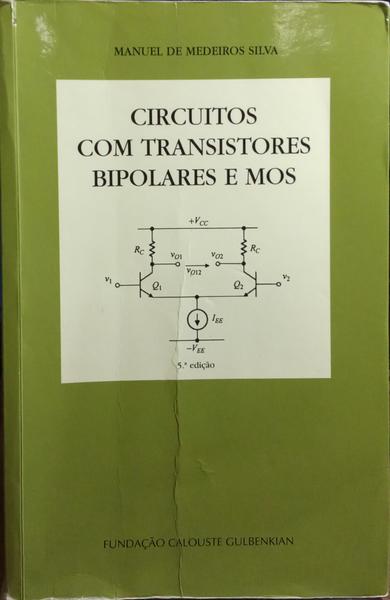 MANUEL DE MEDEIROS SILVA
CIRCUITOS
COM TRANSISTORES
BIPOLARES E MOS
+VCC
RC
vO1
vO2
RC
vO12
v1
Q1
Q2
v2
IEE
−VEE
5.ª edição
FUNDAÇÃO CALOUSTE GULBENKIAN